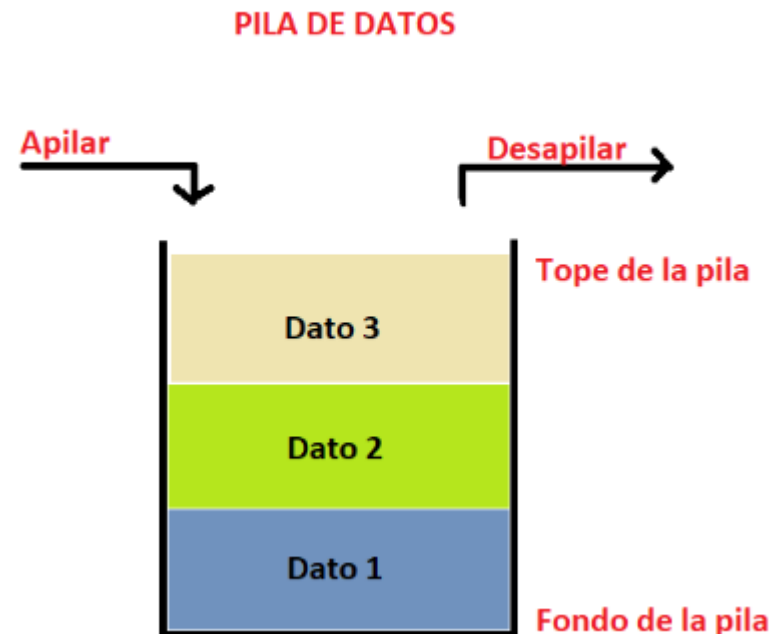 PILA DE DATOS
Apilar
Desapilar
Tope de la pila
Dato 3
Dato 2
Dato 1
Fondo de la pila